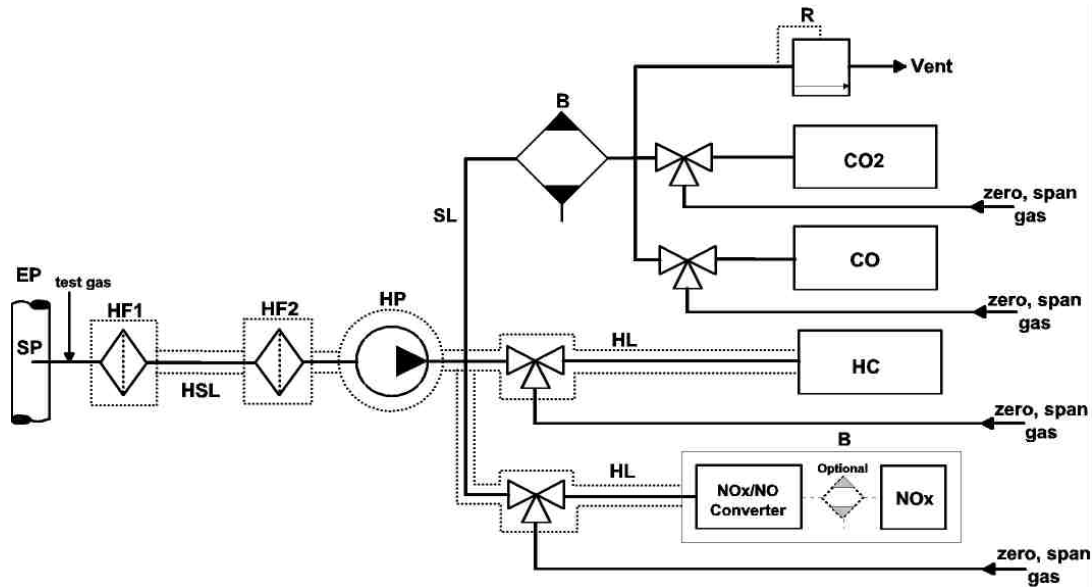 R
Vent
B
CO2
zero, span
gas
SL
CO
EP
test gas
zero, span
gas
HF1
HF2
HP
SP
HL
HC
HSL
zero, span
gas
B
HL
Optional
NOx/NO
Converter
NOx
zero, span
gas